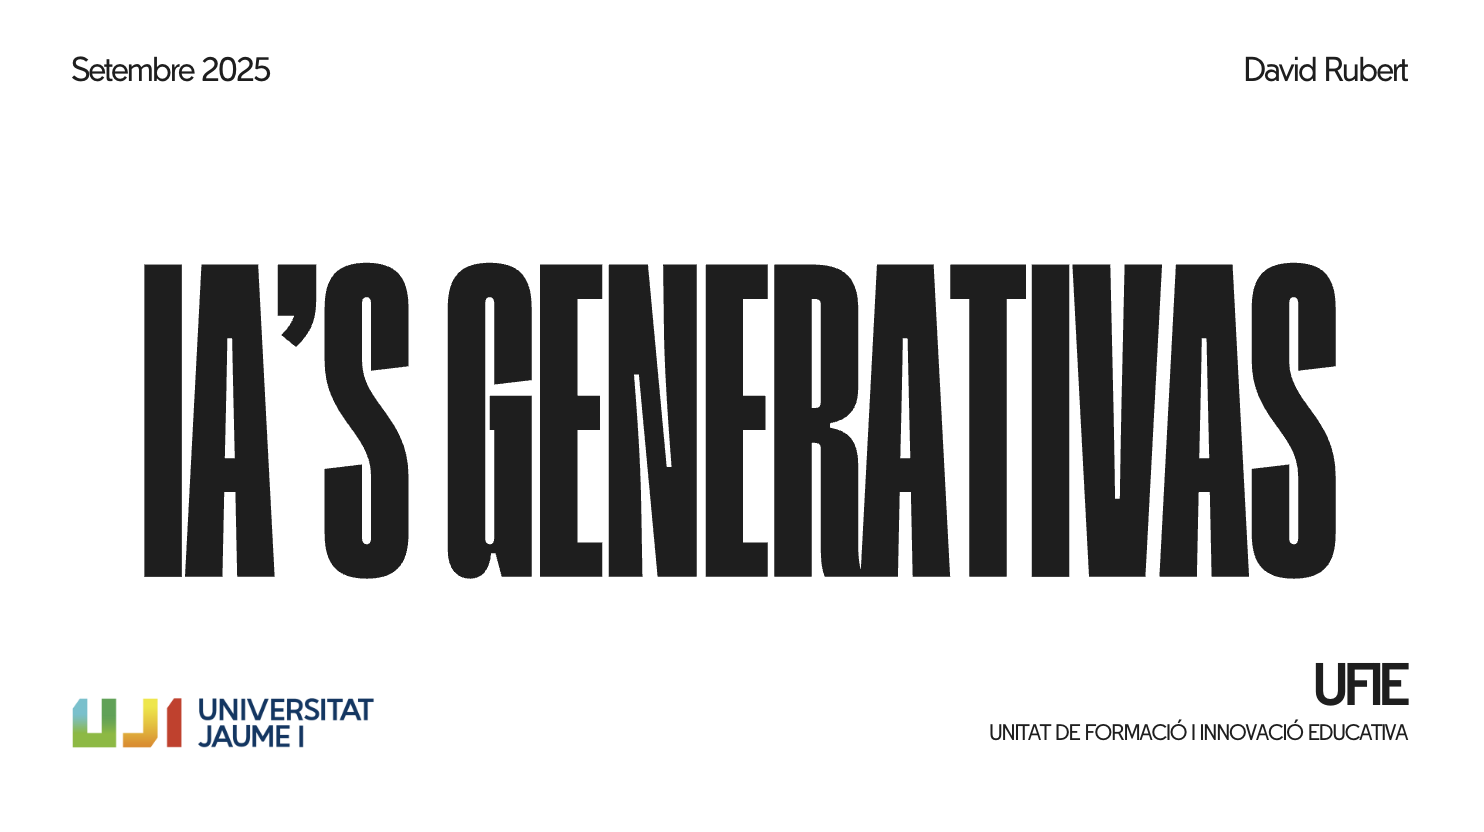 Setembre 2025
David Rubert
IA’S GENERATIVAS
UJI UNIVERSITAT
JAUME I
UFIE
UNITAT DE FORMACIÓ I INNOVACIÓ EDUCATIVA